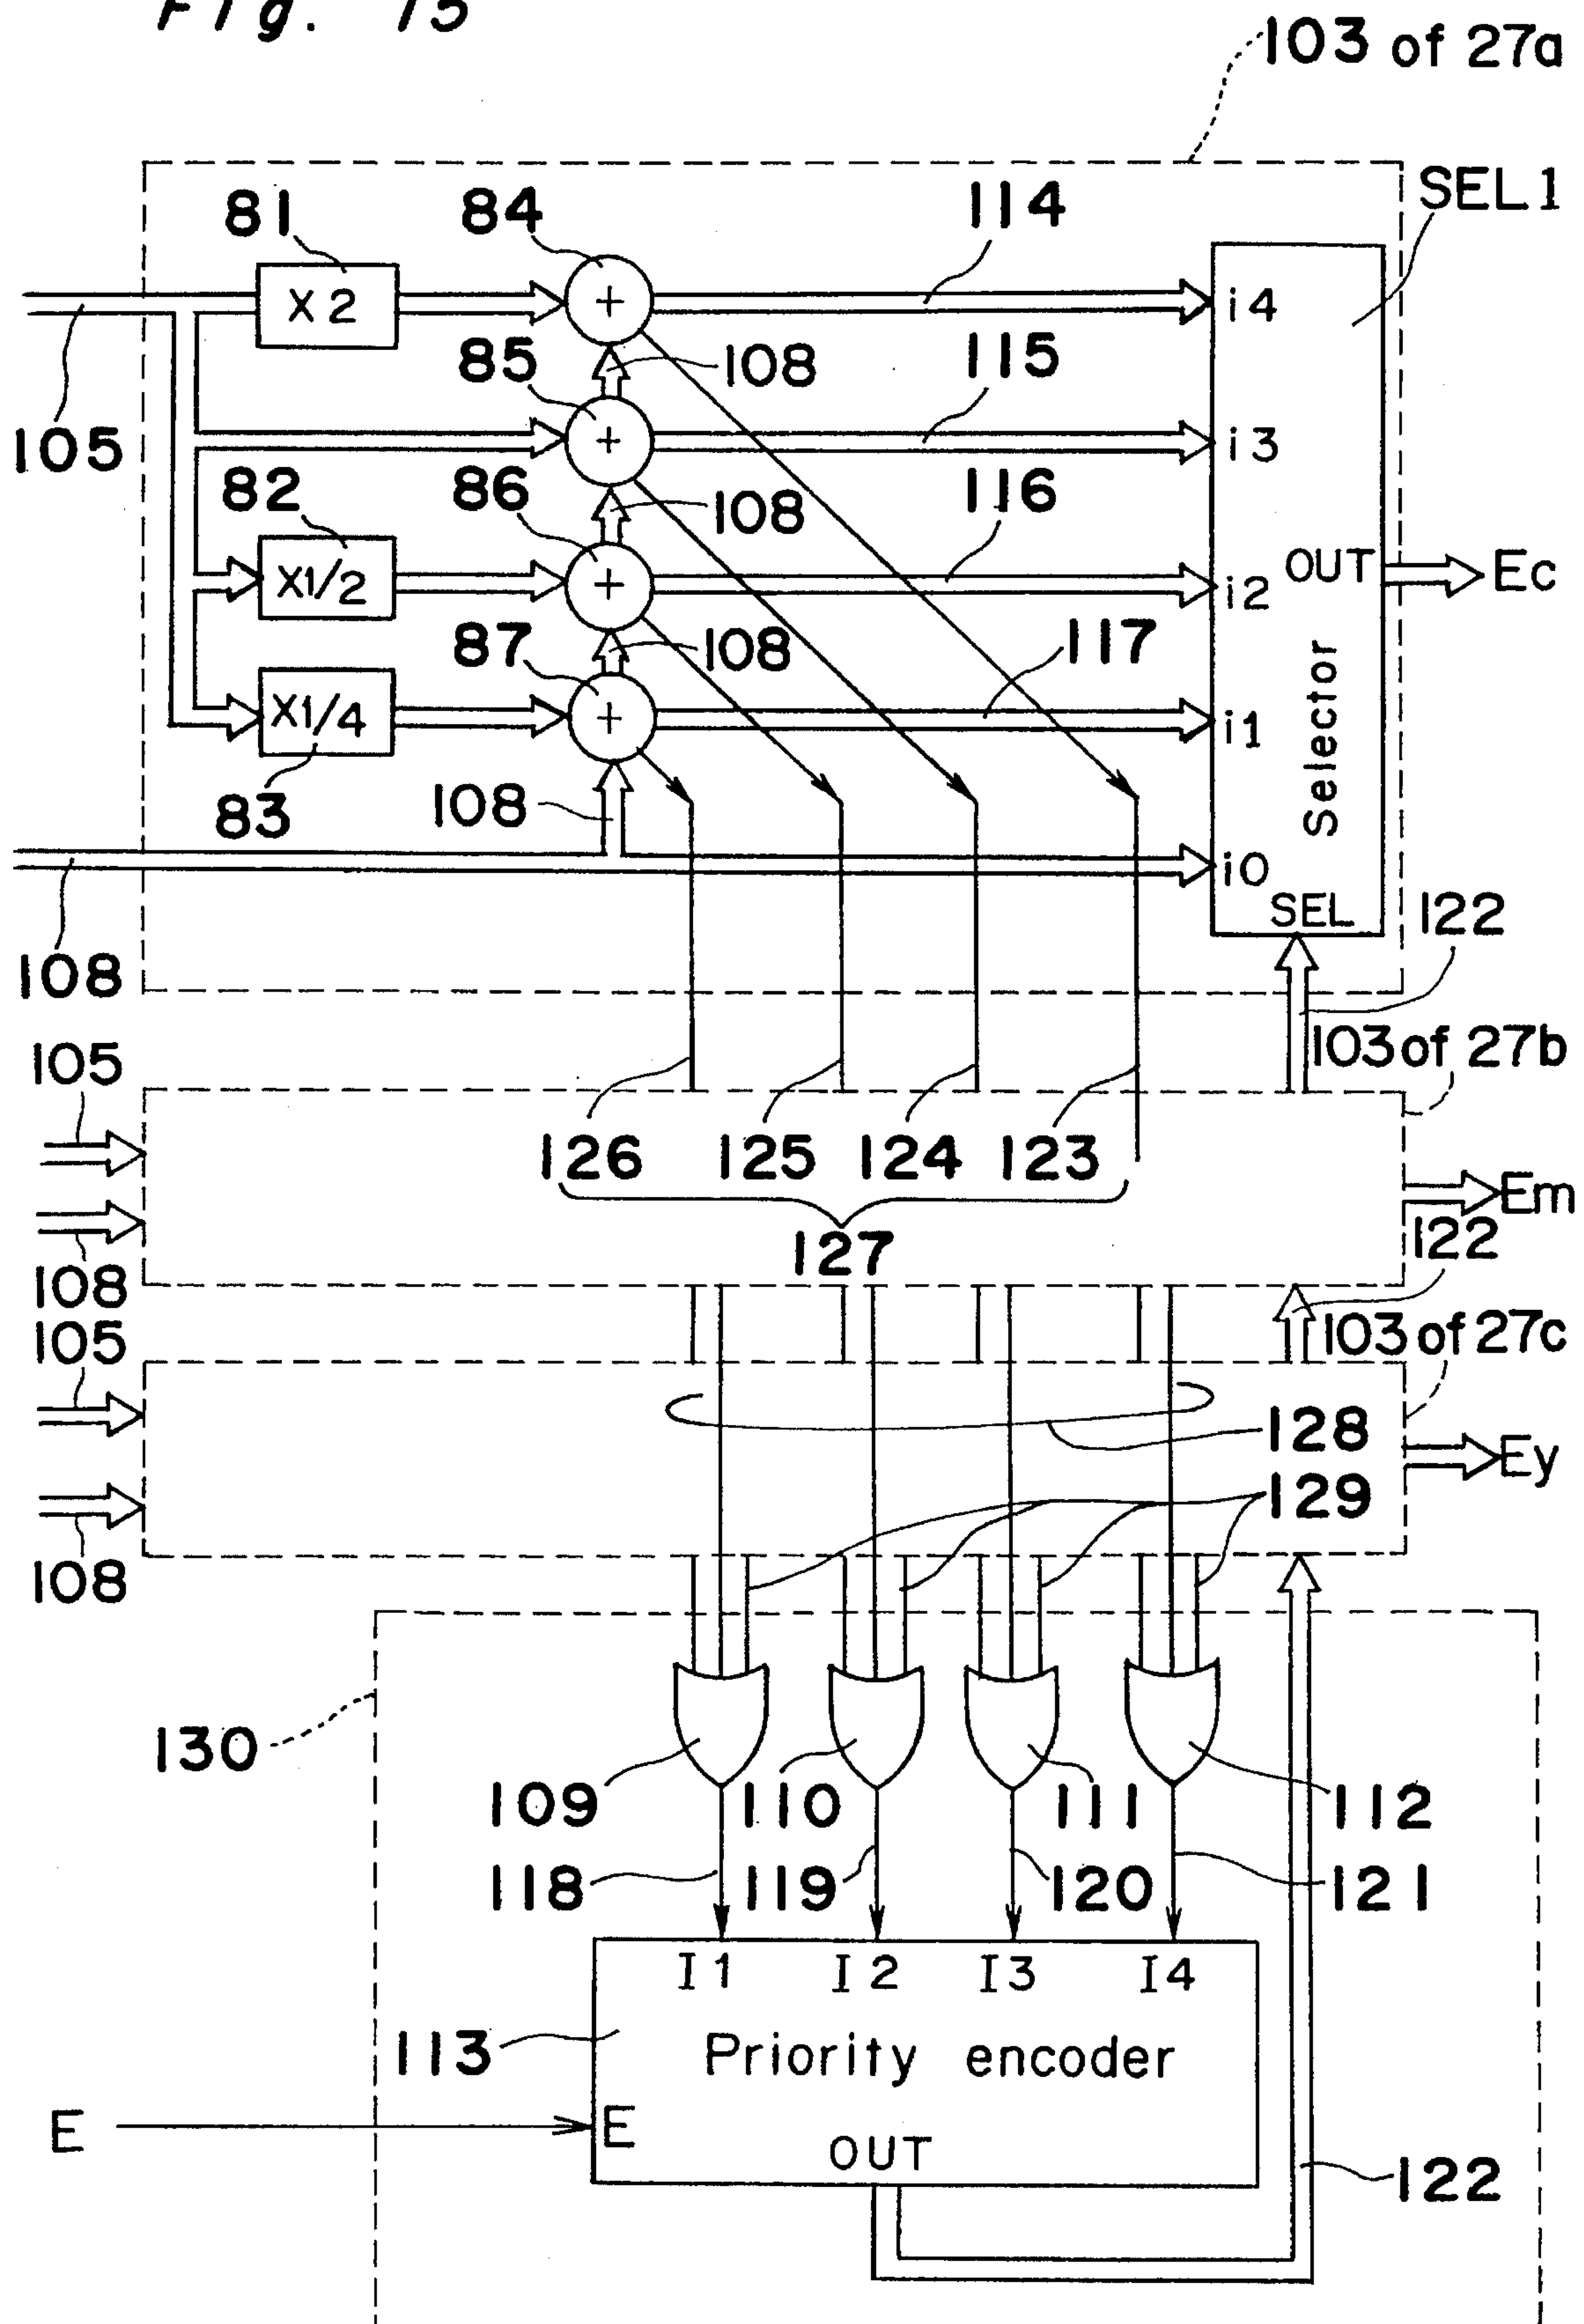 Fig. 15
103 of 27a
SEL1
81
84
114
X2
+
i4
85
108
115
105
+
i3
82
86
108
116
X1/2
+
i2
OUT
Ec
87
108
117
X1/4
+
i1
Selector
83
108
i0
SEL
122
108
103 of 27b
105
126
125
124
123
Em
127
122
108
105
103 of 27c
128
Ey
129
108
130
109
110
111
112
118
119
120
121
I1
I2
I3
I4
113
Priority encoder
E
E
OUT
122